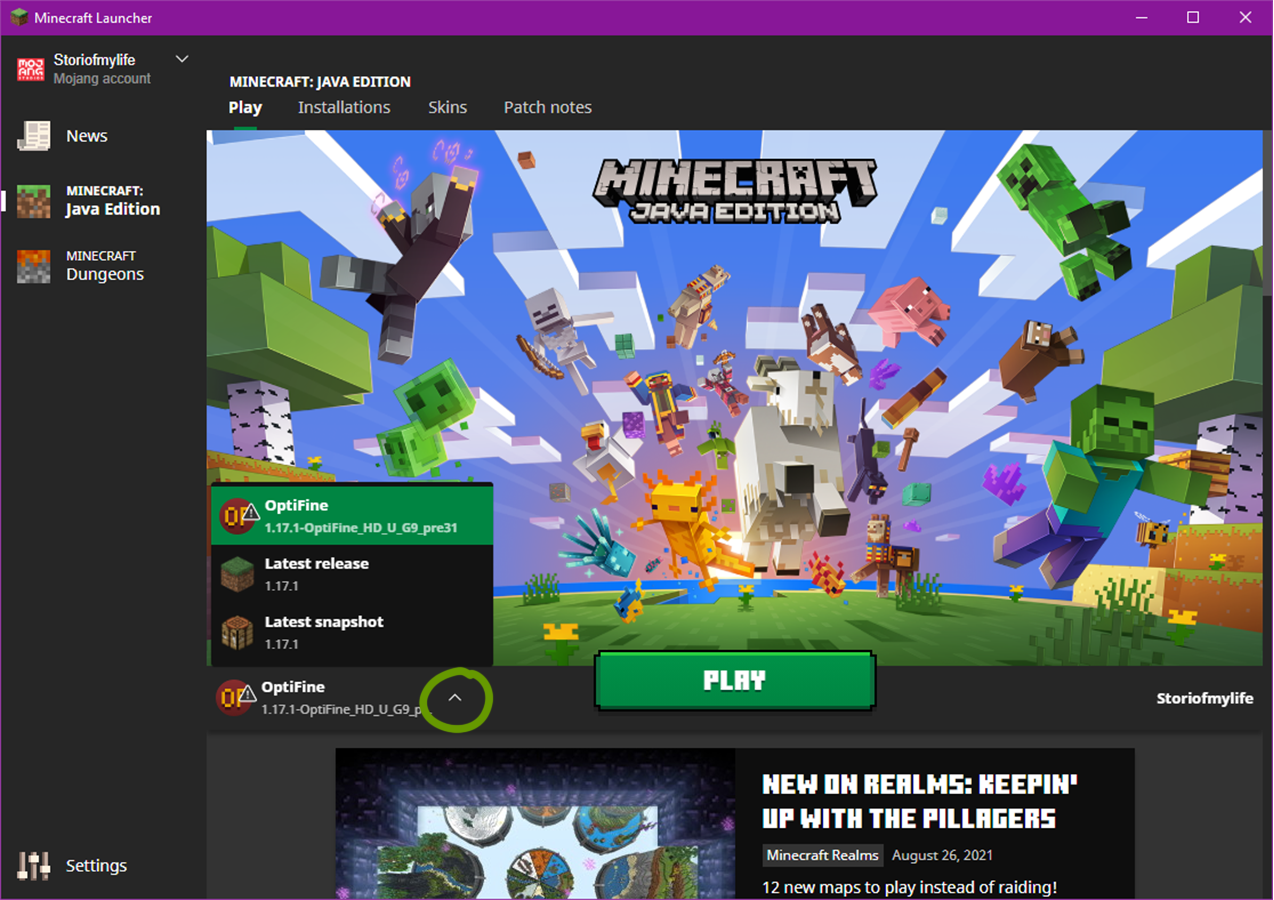 Minecraft Launcher
Storiofmylife
Mojang account
News
MINECRAFT:
Java Edition
MINECRAFT
Dungeons
Settings
MINECRAFT: JAVA EDITION
Play Installations Skins Patch notes
MINECRAFT
JAVA EDITION
OptiFine
1.17.1-OptiFine_HD_U_G9_pre31
Latest release
1.17.1
Latest snapshot
1.17.1
OptiFine
1.17.1-OptiFine_HD_U_G9_p...
PLAY
Storiofmylife
NEW ON REALMS: KEEPIN'
UP WITH THE PILLAGERS
Minecraft Realms August 26, 2021
12 new maps to play instead of raiding!